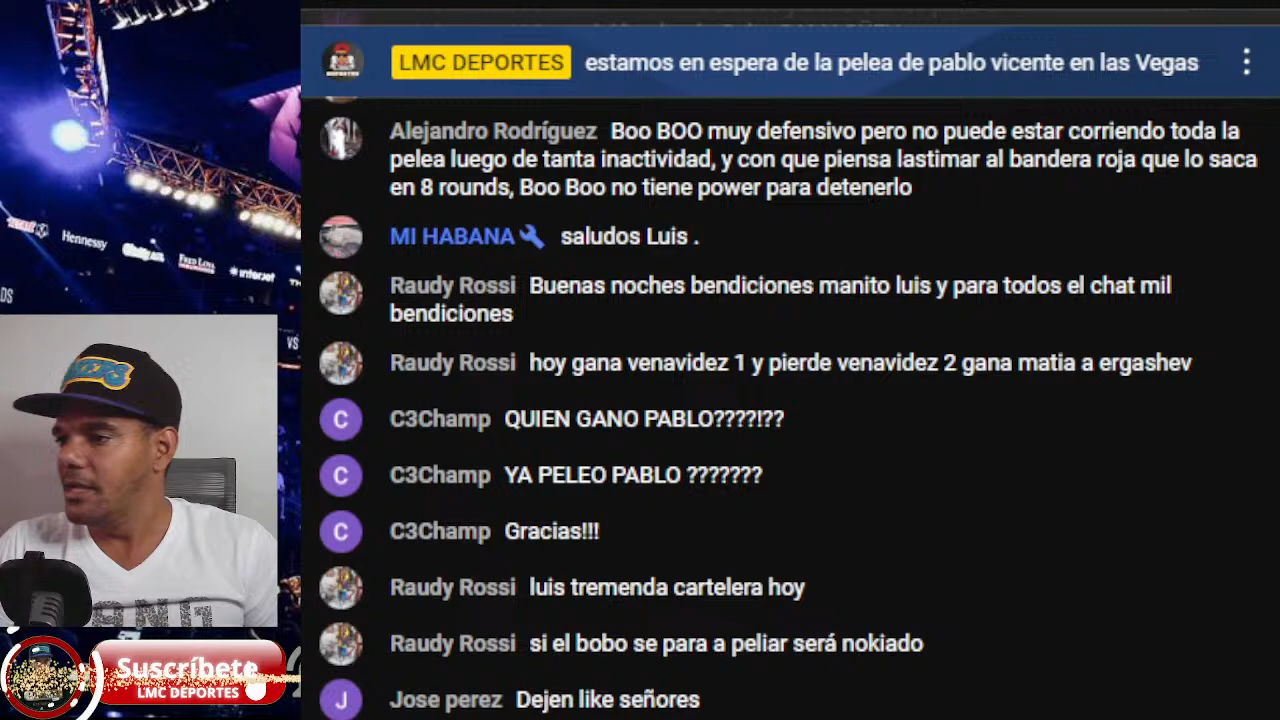 LMC DEPORTES estamos en espera de la pelea de pablo vicente en las Vegas
Alejandro Rodríguez Boo BOO muy defensivo pero no puede estar corriendo toda la
pelea luego de tanta inactividad, y con que piensa lastimar al bandera roja que lo saca
en 8 rounds, Boo Boo no tiene power para detenerlo
MI HABANA saludos Luis .
Raudy Rossi Buenas noches bendiciones manito luis y para todos el chat mil
bendiciones
Raudy Rossi hoy gana venavidez 1 y pierde venavidez 2 gana matia a ergashev
C C3Champ QUIEN GANO PABLO????!??
C C3Champ YA PELEO PABLO ???????
C C3Champ Gracias!!!
Raudy Rossi luis tremenda cartelera hoy
Raudy Rossi si el bobo se para a peliar será nokiado
J Jose perez Dejen like señores
Hennessy
FRED LOYA
interjet
VS
Suscríbete
LMC DEPORTES